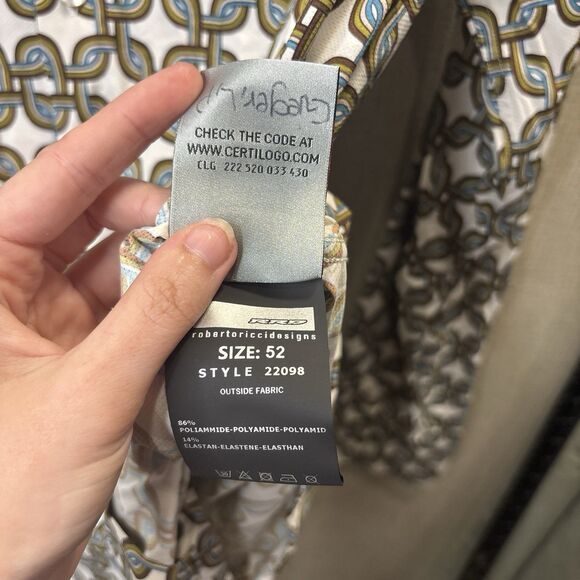 CHECK THE CODE AT
WWW.CERTILOGO.COM
CLG 222 520 033 430
RRD
robertoriccidesigns
SIZE: 52
STYLE 22098
OUTSIDE FABRIC
86%
POLIAMMIDE-POLYAMIDE-POLYAMID
14%
ELASTAN-ELASTENE-ELASTHAN